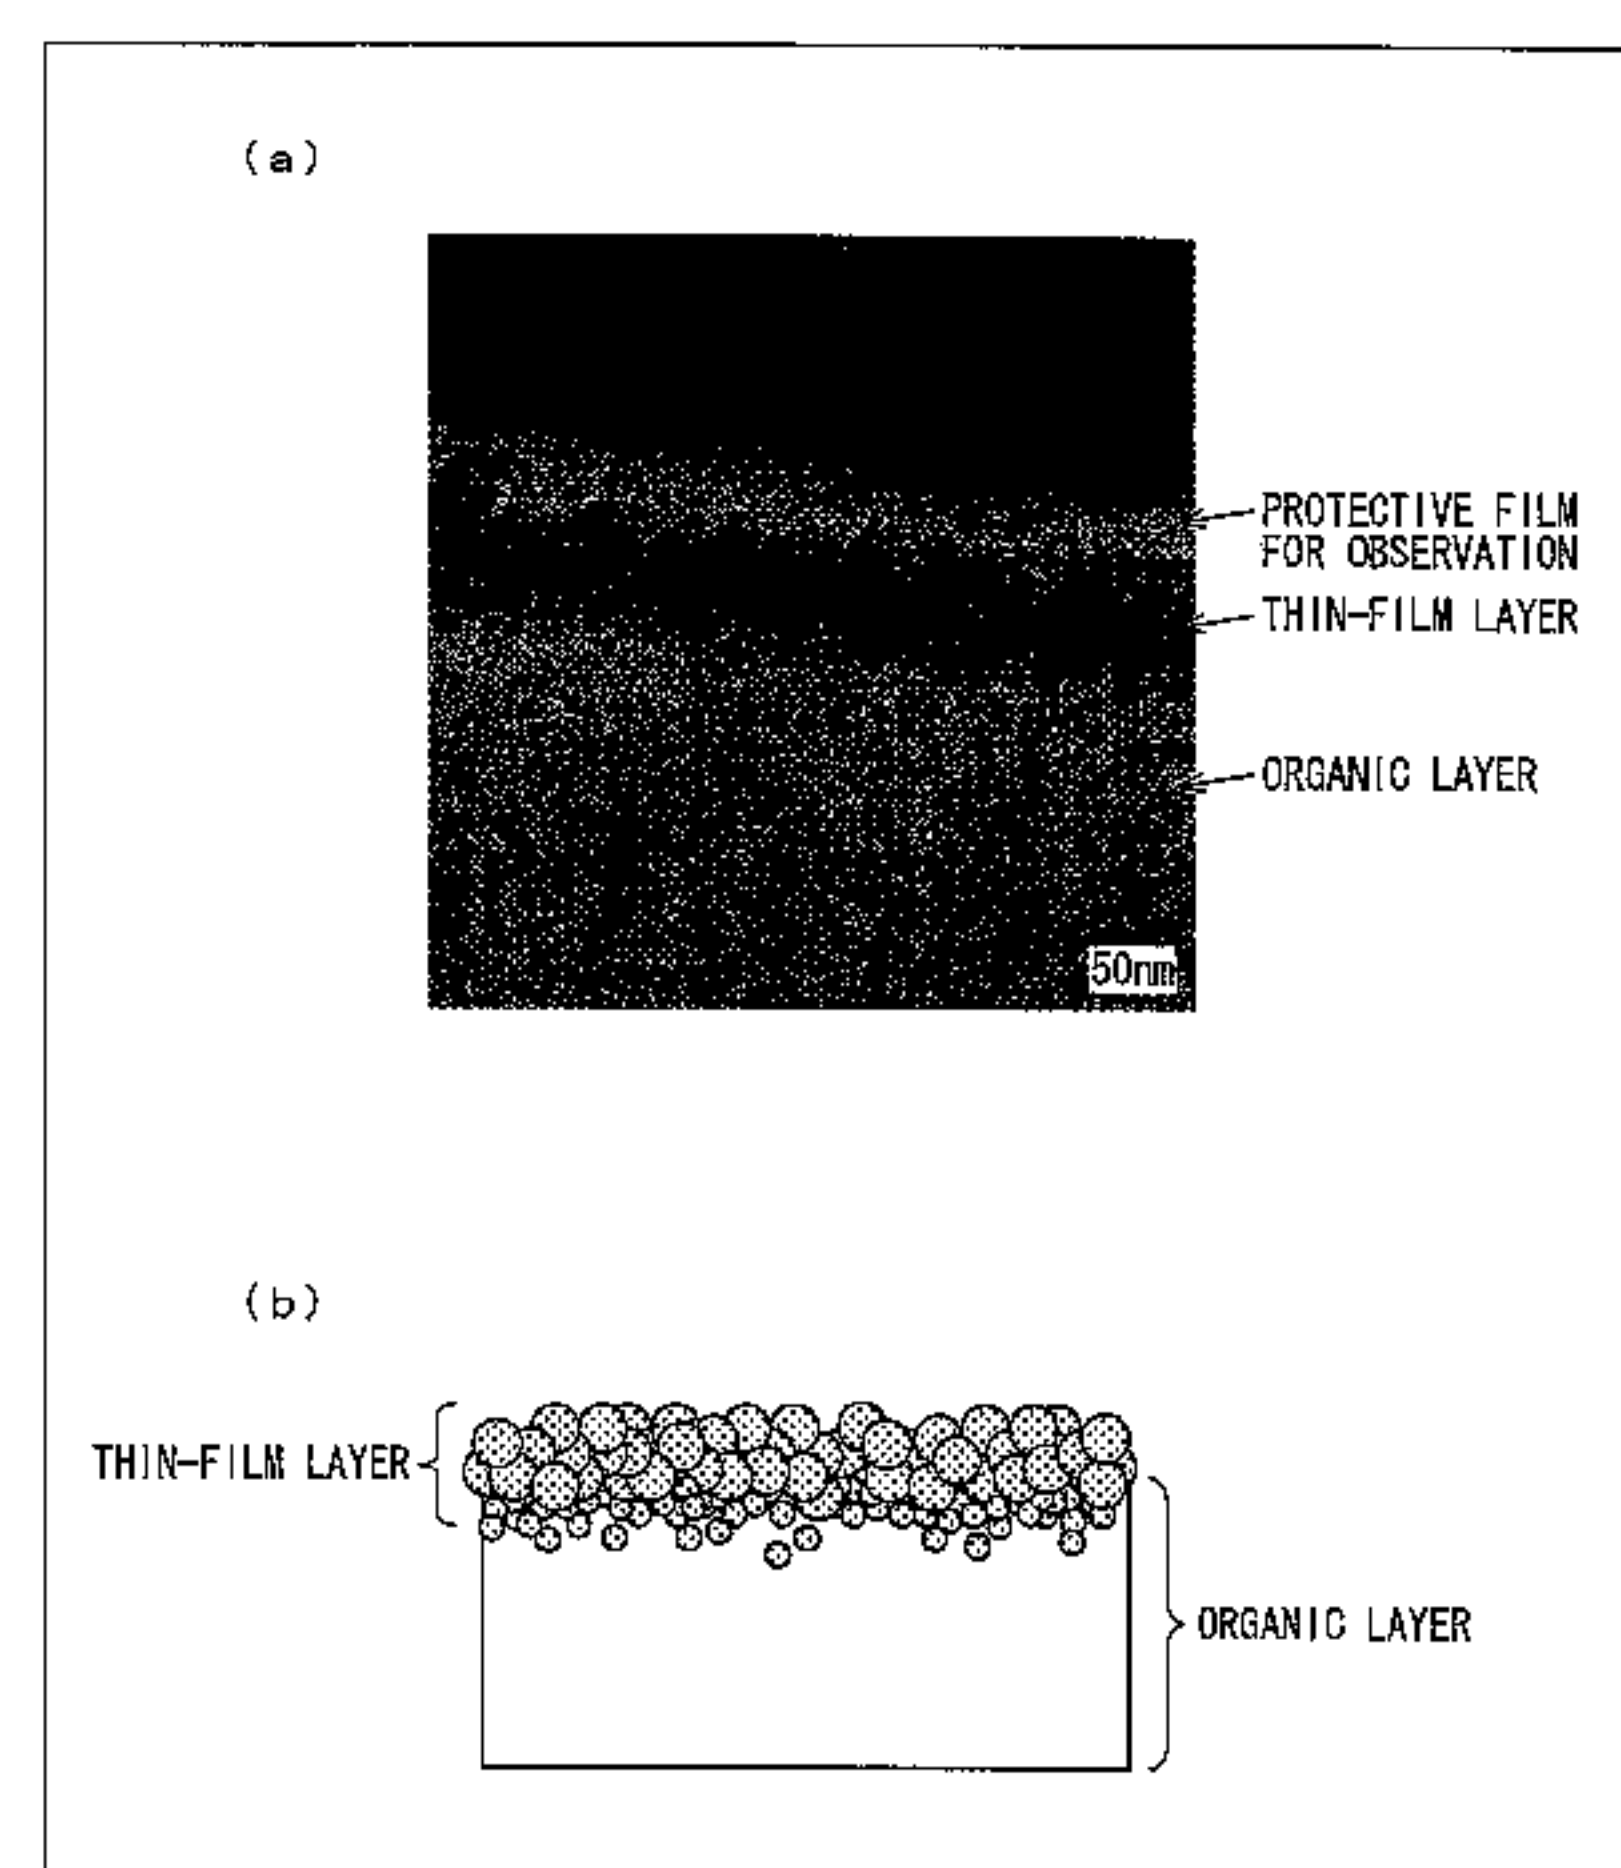 (a)
PROTECTIVE FILM
FOR OBSERVATION
THIN-FILM LAYER
ORGANIC LAYER
50nm
(b)
THIN-FILM LAYER
ORGANIC LAYER